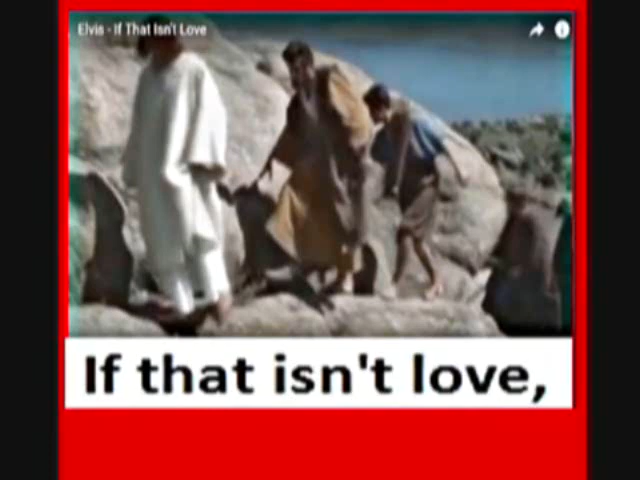 Elvis - If That Isn't Love
If that isn't love,